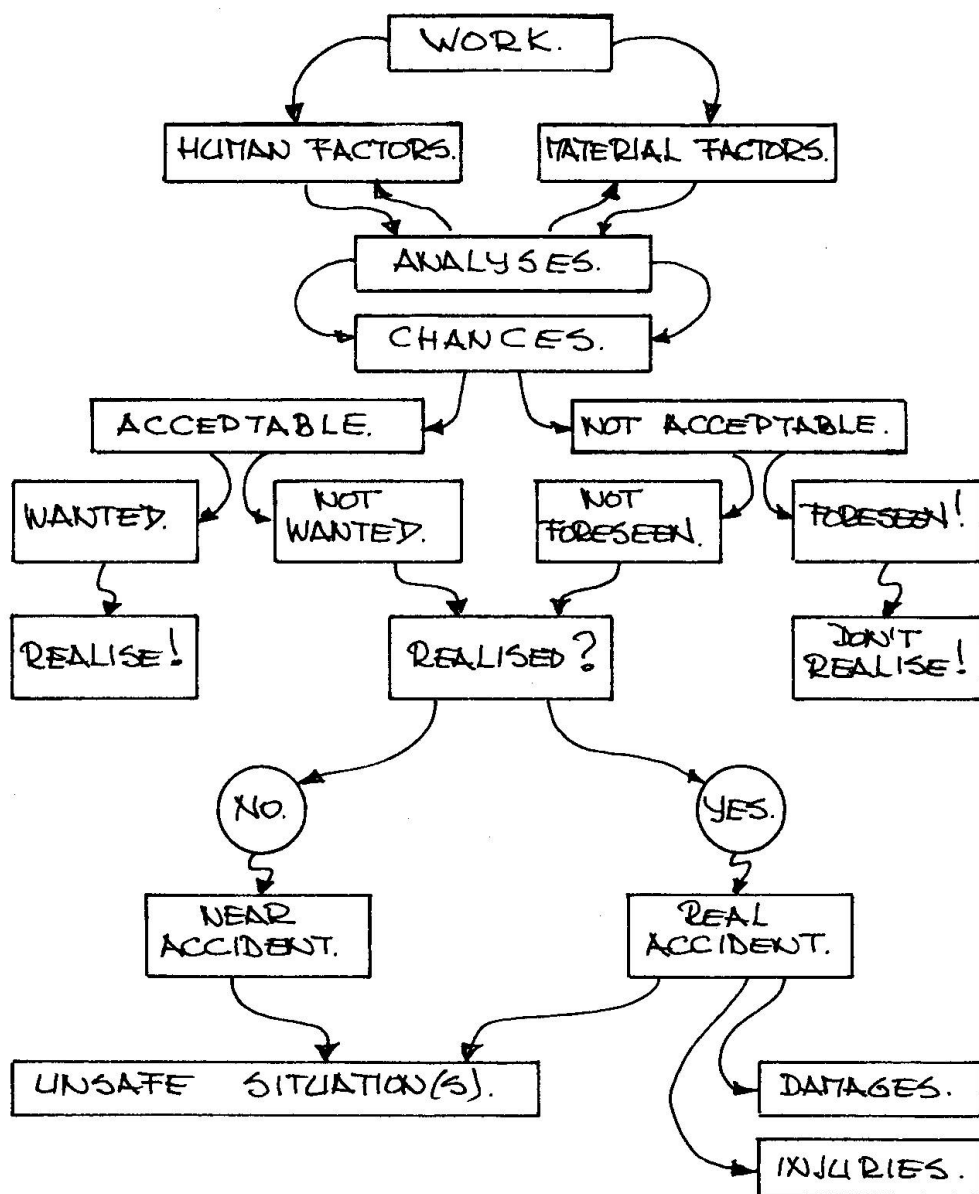 WORK.
HUMAN FACTORS.
MATERIAL FACTORS.
ANALYSES.
CHANCES.
ACCEPTABLE.
NOT ACCEPTABLE.
WANTED.
NOT
WANTED.
NOT
FORESEEN.
FORESEEN!
REALISE!
REALISED?
DON'T
REALISE!
NO.
YES.
NEAR
ACCIDENT.
REAL
ACCIDENT.
UNSAFE SITUATION(S).
DAMAGES.
INJURIES.